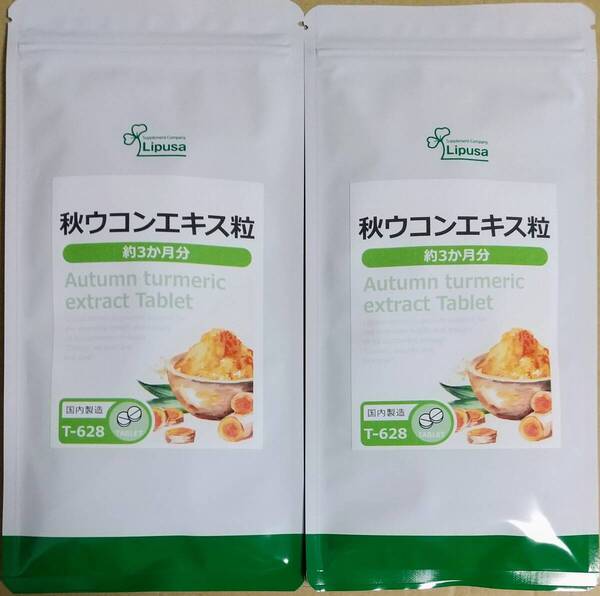 Supplement Company
Lipusa
秋ウコンエキス粒
約3か月分
Autumn turmeric
extract Tablet
国内製造
T-628
TABLET
Supplement Company
Lipusa
秋ウコンエキス粒
約3か月分
Autumn turmeric
extract Tablet
国内製造
T-628
TABLET